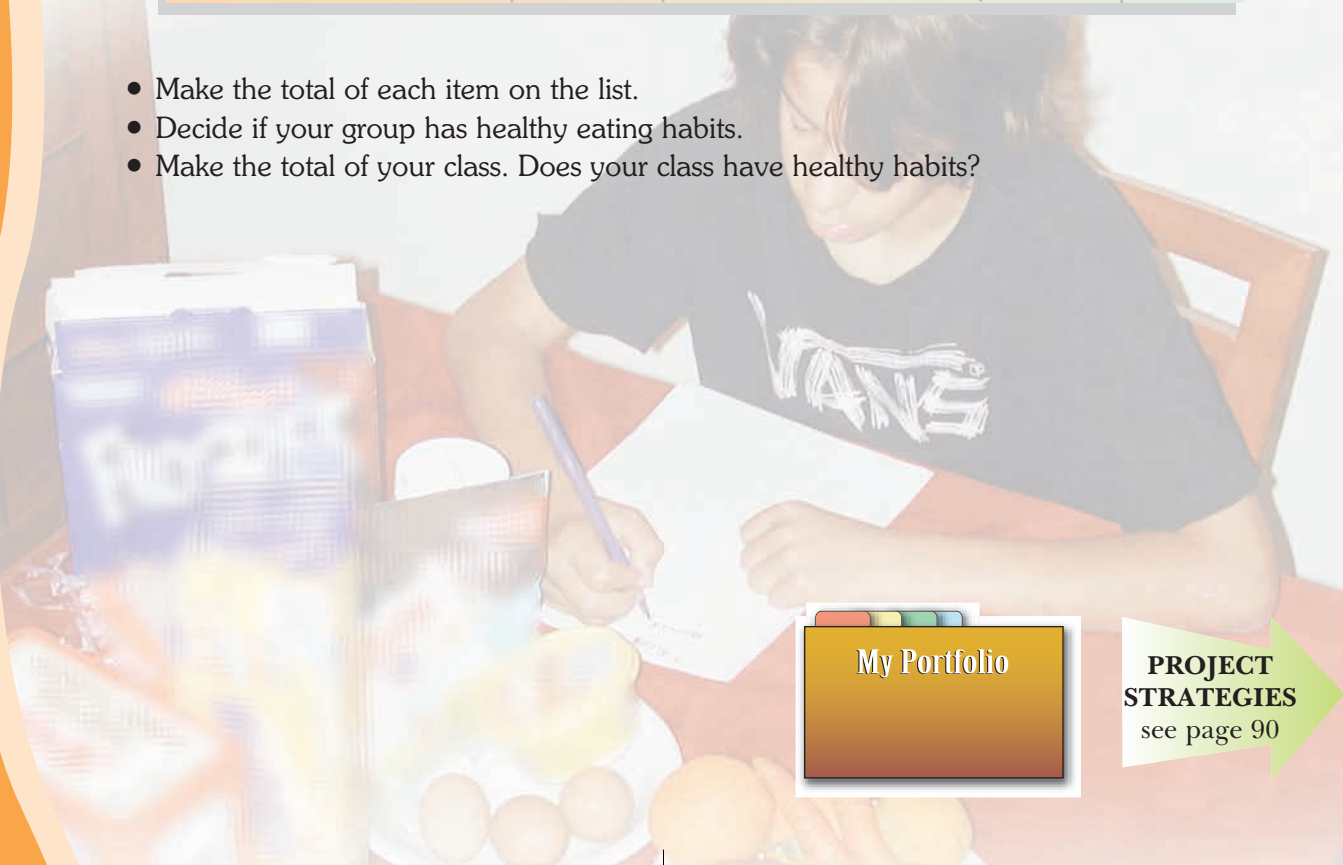 • Make the total of each item on the list.
• Decide if your group has healthy eating habits.
• Make the total of your class. Does your class have healthy habits?
VANS
My Portfolio
PROJECT
STRATEGIES
see page 90